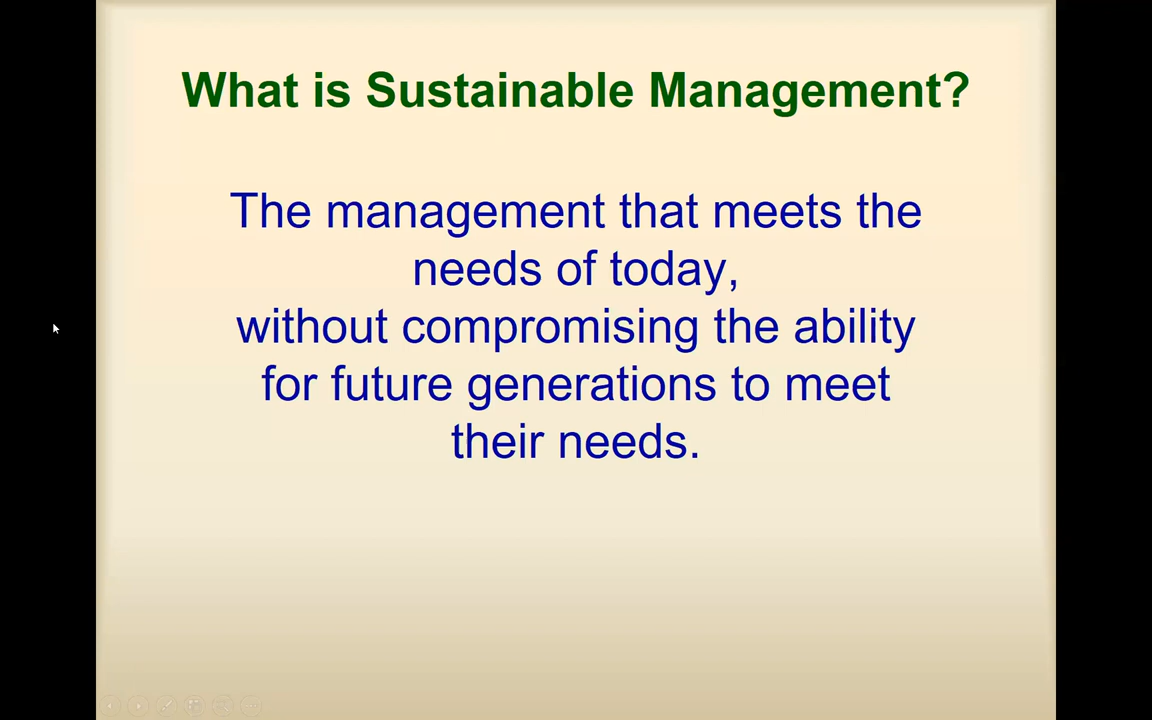 What is Sustainable Management?
The management that meets the
needs of today,
without compromising the ability
for future generations to meet
their needs.